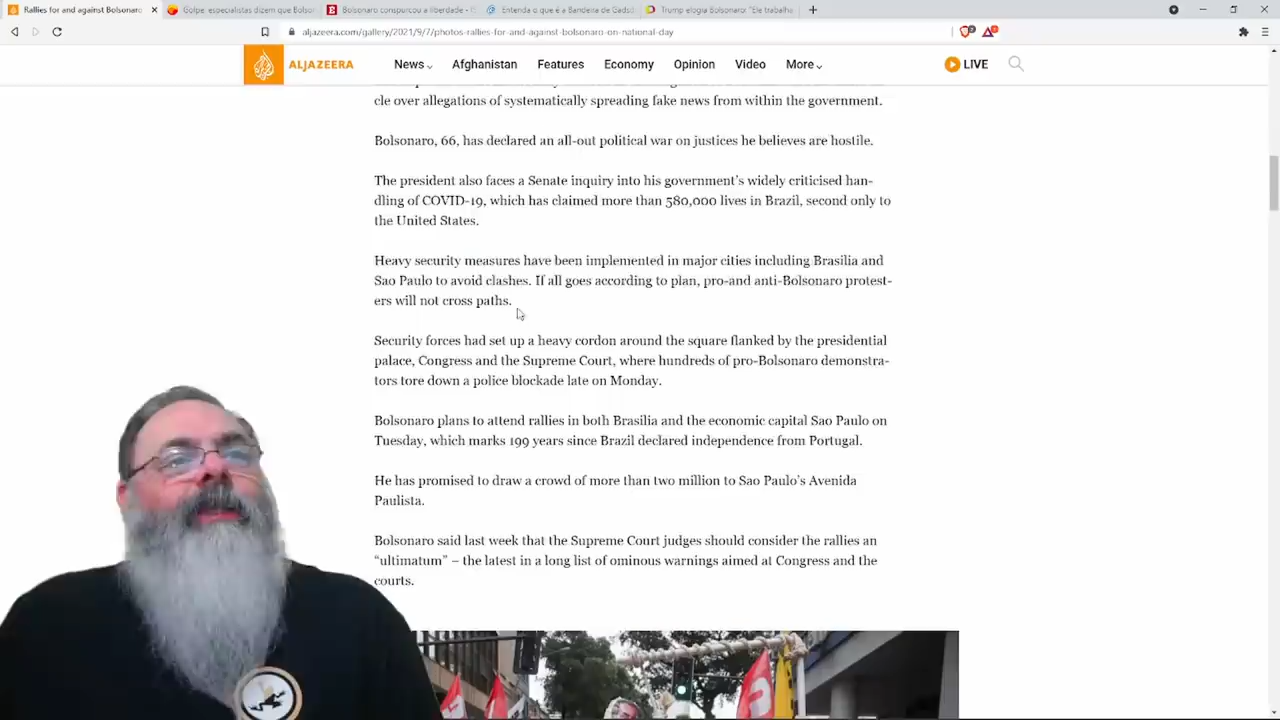 Rallies for and against Bolsonaro
Golpe: especialistas dizem que Bolson
Bolsonaro conspurcou a liberdade -
Entenda o que é a Bandeira de Gadsd
Trump elogia Bolsonaro: "Ele trabalha
aljazeera.com/gallery/2021/9/7/photos-rallies-for-and-against-bolsonaro-on-national-day
ALJAZEERA
News
Afghanistan
Features
Economy
Opinion
Video
More
LIVE
cle over allegations of systematically spreading fake news from within the government.
Bolsonaro, 66, has declared an all-out political war on justices he believes are hostile.
The president also faces a Senate inquiry into his government's widely criticised han-
dling of COVID-19, which has claimed more than 580,000 lives in Brazil, second only to
the United States.
Heavy security measures have been implemented in major cities including Brasilia and
Sao Paulo to avoid clashes. If all goes according to plan, pro-and anti-Bolsonaro protest-
ers will not cross paths.
Security forces had set up a heavy cordon around the square flanked by the presidential
palace, Congress and the Supreme Court, where hundreds of pro-Bolsonaro demonstra-
tors tore down a police blockade late on Monday.
Bolsonaro plans to attend rallies in both Brasilia and the economic capital Sao Paulo on
Tuesday, which marks 199 years since Brazil declared independence from Portugal.
He has promised to draw a crowd of more than two million to Sao Paulo's Avenida
Paulista.
Bolsonaro said last week that the Supreme Court judges should consider the rallies an
“ultimatum” – the latest in a long list of ominous warnings aimed at Congress and the
courts.